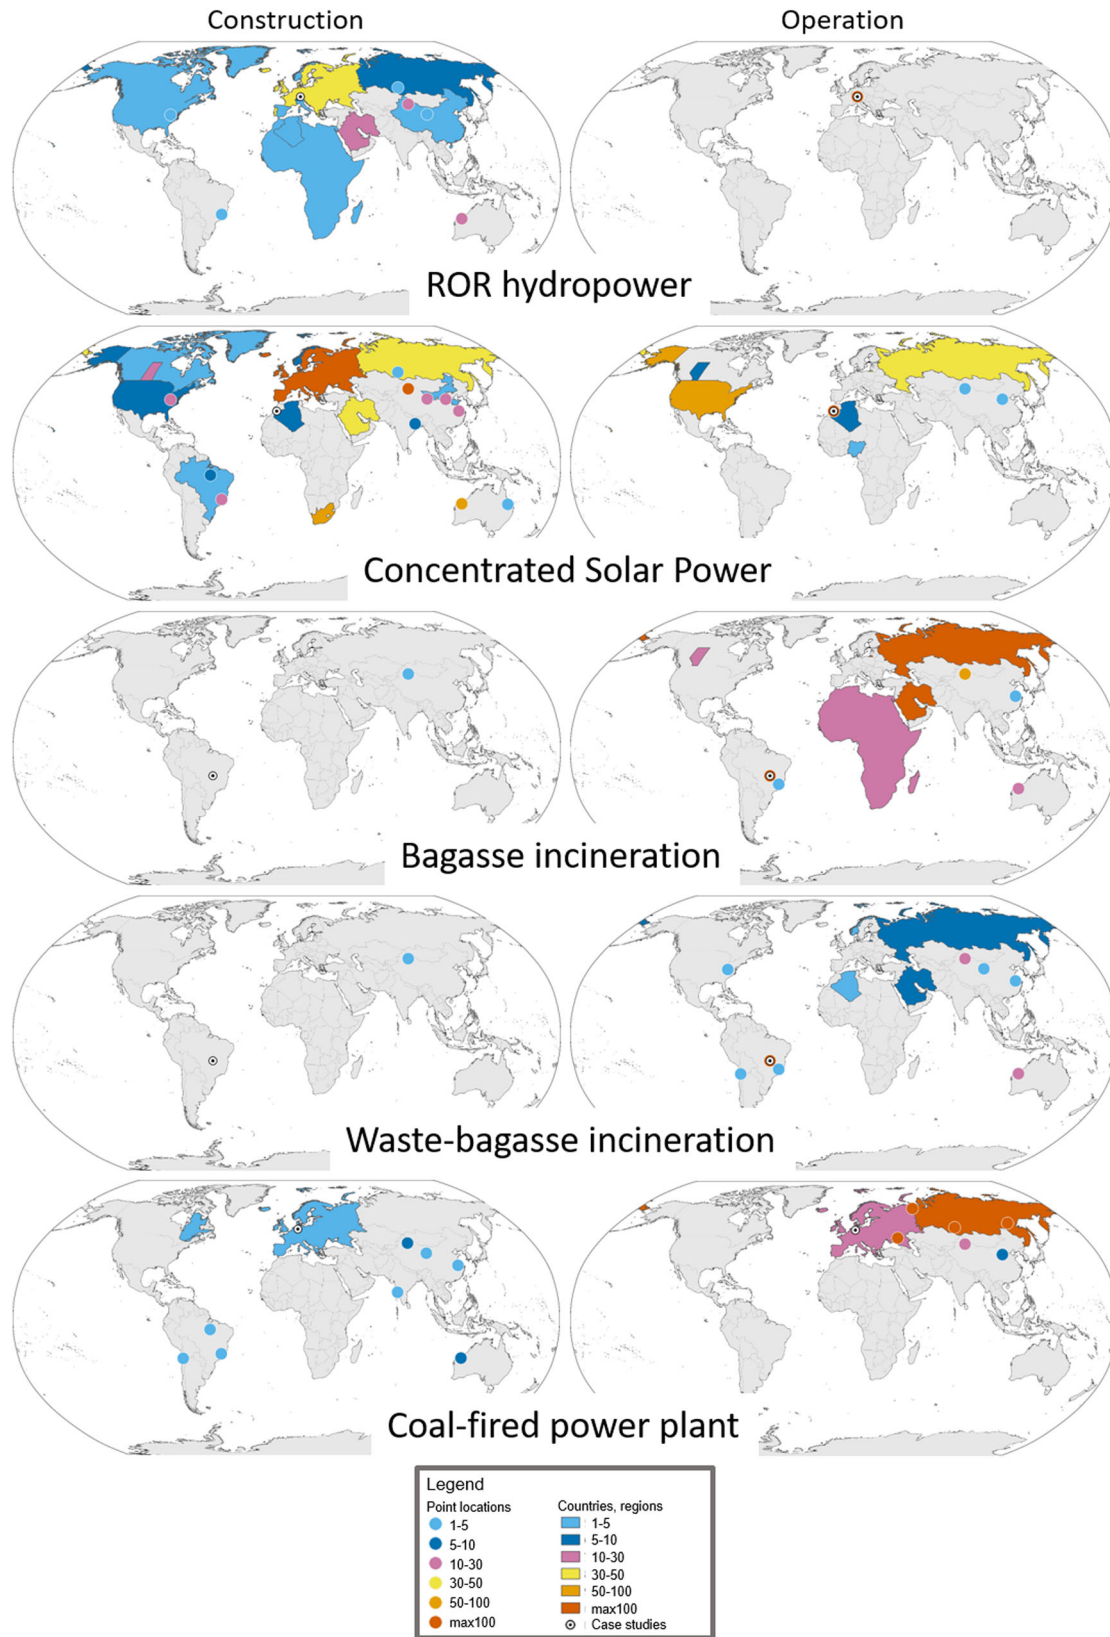 Construction
Operation
ROR hydropower
Concentrated Solar Power
Bagasse incineration
Waste-bagasse incineration
Coal-fired power plant
Legend
Point locations
1-5
5-10
10-30
30-50
50-100
max100
Countries, regions
1-5
5-10
10-30
30-50
50-100
max100
Case studies